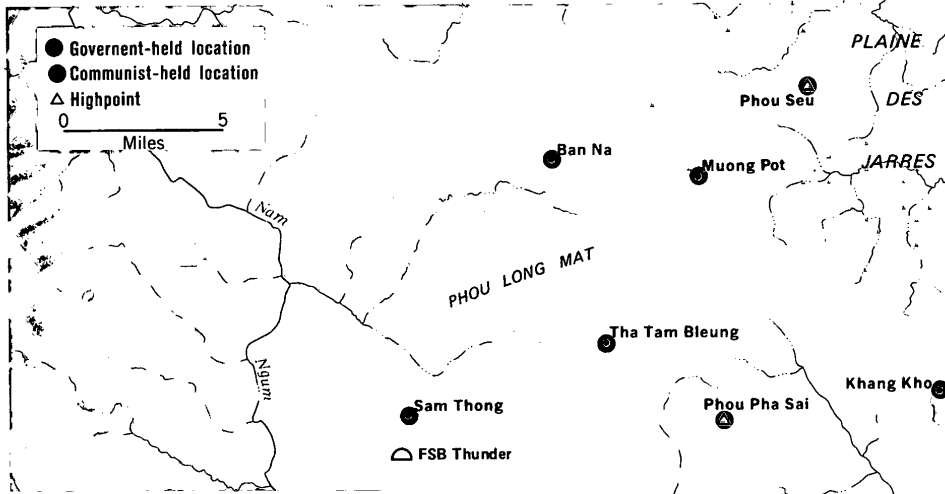 Governent-held location
Communist-held location
Highpoint
0 5
Miles
PLAINE
DES
JARRES
Phou Seu
Ban Na
Muong Pot
Nam
PHOU LONG MAT
Tha Tam Bleung
Ngum
Khang Kho
Sam Thong
Phou Pha Sai
FSB Thunder